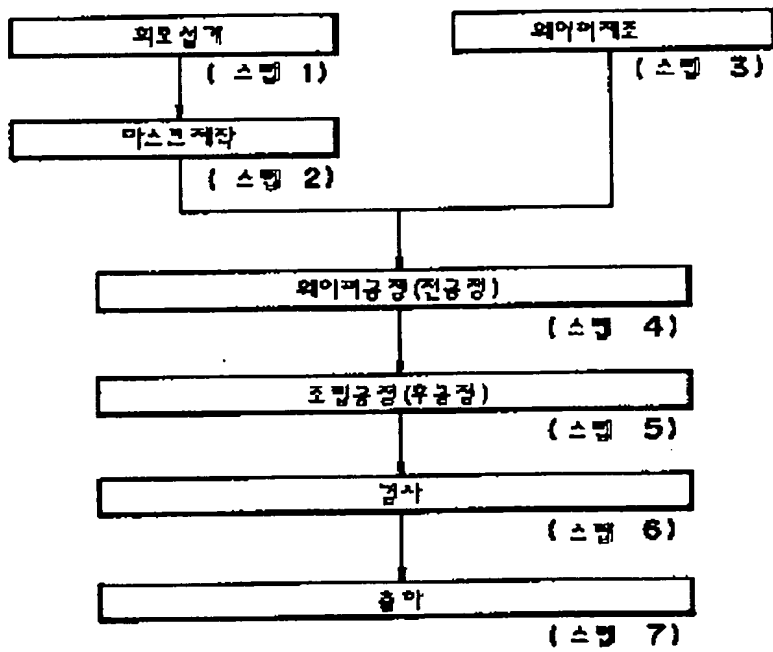 회로설계
(스텝 1)
웨이퍼제조
(스텝 3)
마스크제작
(스텝 2)
웨이퍼공정(전공정)
(스텝 4)
조립공정(후공정)
(스텝 5)
검사
(스텝 6)
출하
(스텝 7)